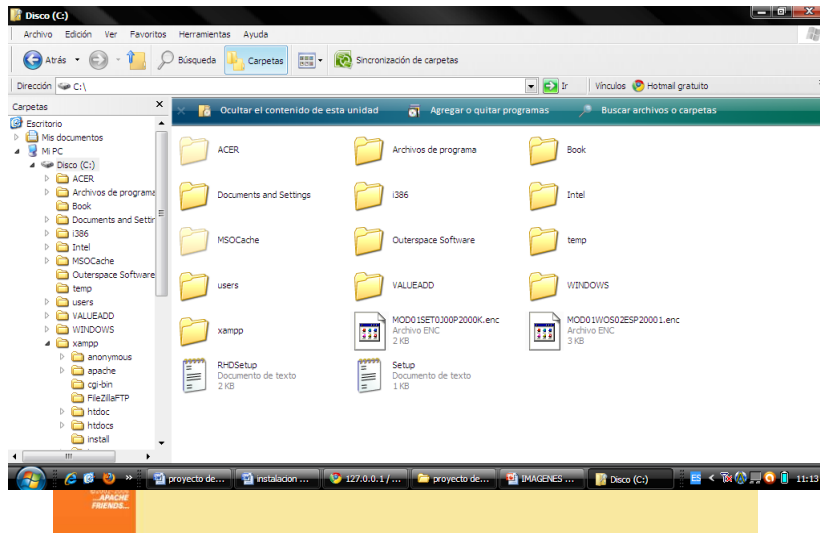 Disco (C:)
Archivo Edición Ver Favoritos Herramientas Ayuda
Atrás Búsqueda Carpetas Sincronización de carpetas
Dirección C:\ Ir Vínculos Hotmail gratuito
Carpetas
Escritorio
Mis documentos
Mi PC
Disco (C:)
ACER
Archivos de programa
Book
Documents and Settir
i386
Intel
MSOCache
Outerspace Software
temp
users
VALUEADD
WINDOWS
xampp
anonymous
apache
cgi-bin
FileZillaFTP
htdoc
htdocs
install
Ocultar el contenido de esta unidad Agregar o quitar programas Buscar archivos o carpetas
ACER Archivos de programa Book
Documents and Settings i386 Intel
MSOCache Outerspace Software temp
users VALUEADD WINDOWS
xampp
MOD01SET0J00P2000K.enc
Archivo ENC
2 KB
MOD01WOS02ESP20001.enc
Archivo ENC
3 KB
RHDSetup
Documento de texto
2 KB
Setup
Documento de texto
1 KB
proyecto de... instalacion ... 127.0.0.1 / ... proyecto de... IMAGENES ... Disco (C:) ES 11:13
...APACHE
FRIENDS...